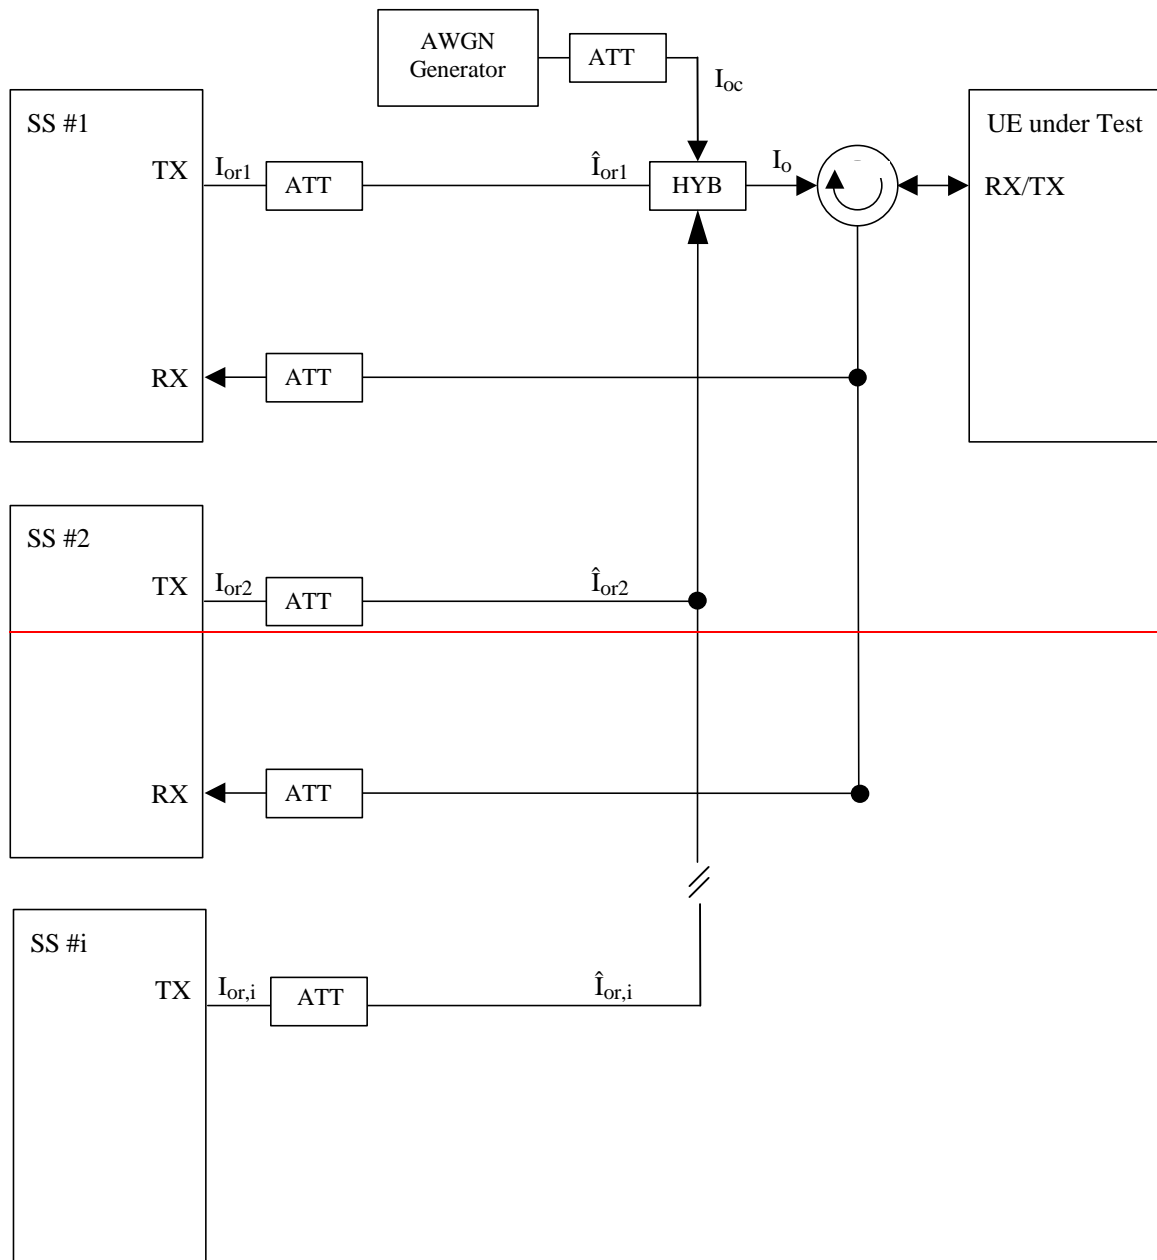 AWGN
Generator
ATT
I_oc
SS #1
UE under Test
TX
I_or1
ATT
Î_or1
HYB
I_o
RX/TX
RX
ATT
SS #2
TX
I_or2
ATT
Î_or2
RX
ATT
SS #i
TX
I_or,i
ATT
Î_or,i